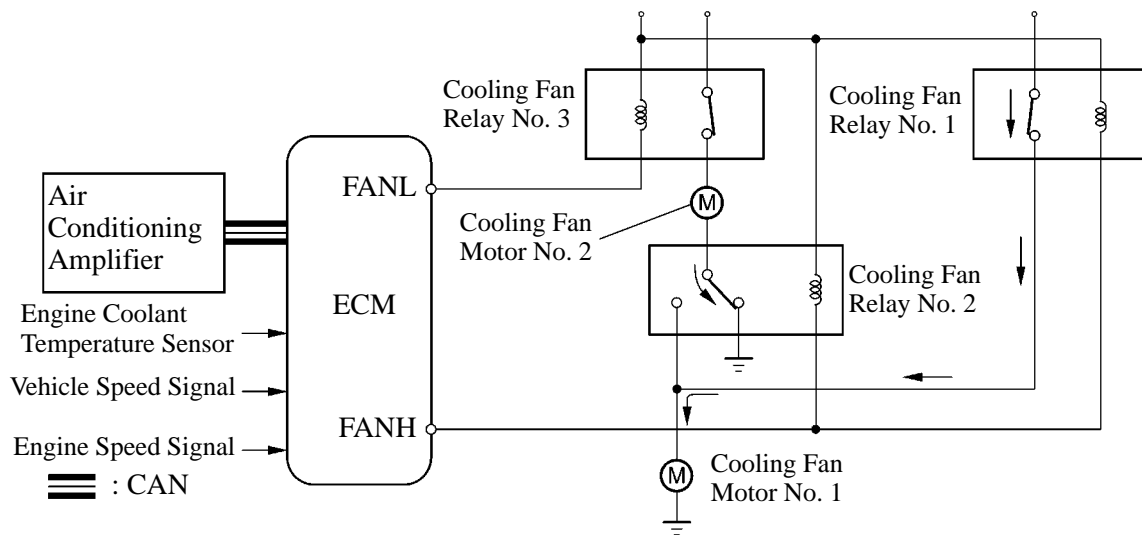 Cooling Fan
Relay No. 3
Cooling Fan
Relay No. 1
Air
Conditioning
Amplifier
FANL
M
Cooling Fan
Motor No. 2
Cooling Fan
Relay No. 2
ECM
Engine Coolant
Temperature Sensor
Vehicle Speed Signal
FANH
Engine Speed Signal
M
Cooling Fan
Motor No. 1
: CAN